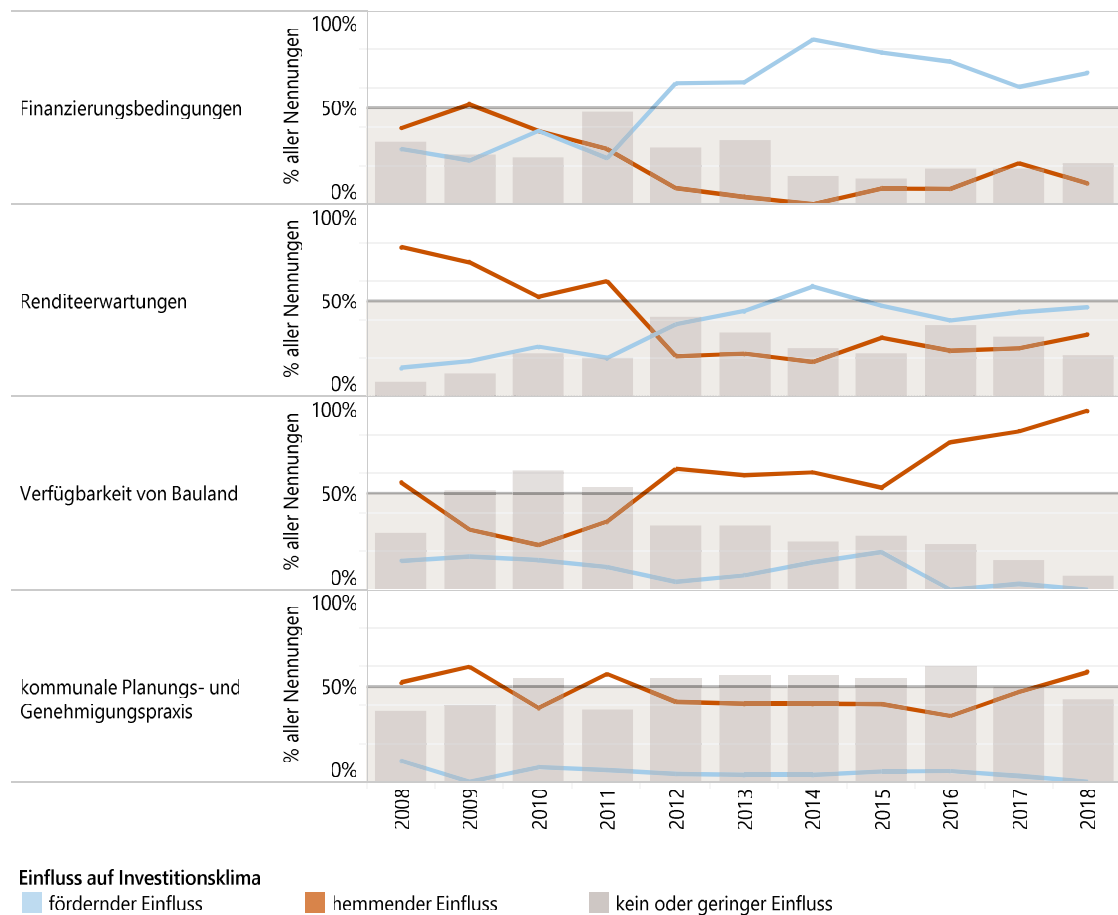 Finanzierungsbedingungen
% aller Nennungen
100%
50%
0%
Renditeerwartungen
% aller Nennungen
100%
50%
0%
Verfügbarkeit von Bauland
% aller Nennungen
100%
50%
0%
kommunale Planungs- und
Genehmigungspraxis
% aller Nennungen
100%
50%
0%
2008 2009 2010 2011 2012 2013 2014 2015 2016 2017 2018
Einfluss auf Investitionsklima
fördernder Einfluss hemmender Einfluss kein oder geringer Einfluss